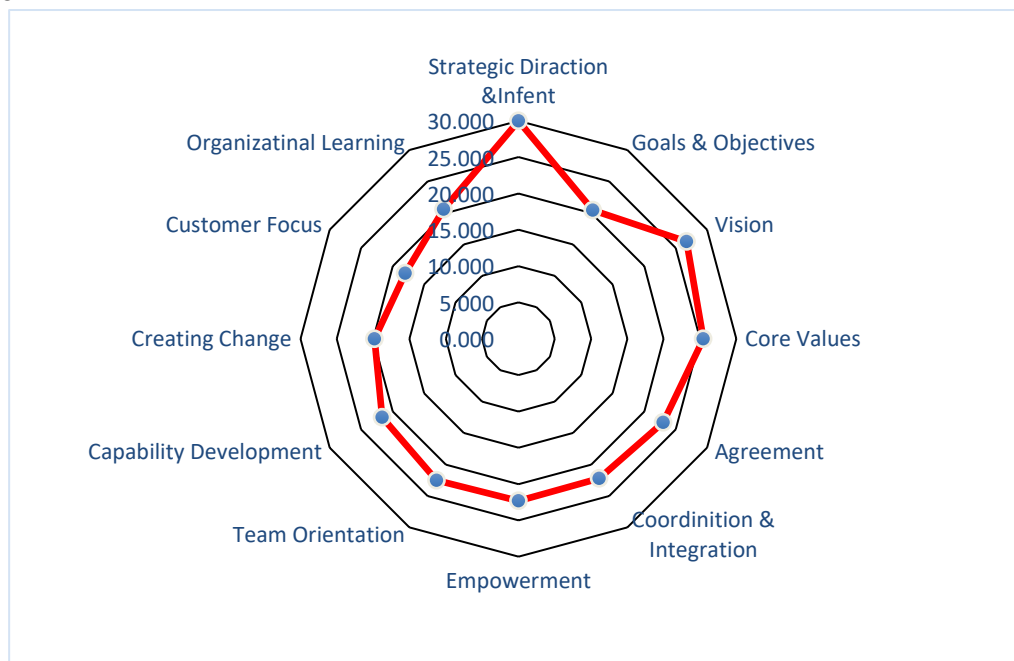 Strategic Diraction
&Infent
Goals & Objectives
Vision
Core Values
Agreement
Coordinition &
Integration
Empowerment
Team Orientation
Capability Development
Creating Change
Customer Focus
Organizatinal Learning
30.000
25.000
20.000
15.000
10.000
5.000
0.000